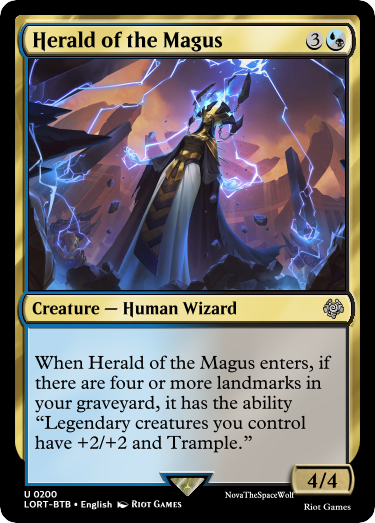 Herald of the Magus 3
Creature — Human Wizard
When Herald of the Magus enters, if
there are four or more landmarks in
your graveyard, it has the ability
“Legendary creatures you control
have +2/+2 and Trample.”
4/4
U 0200
LORT-BTB • English Riot Games
NovaTheSpaceWolf
Riot Games